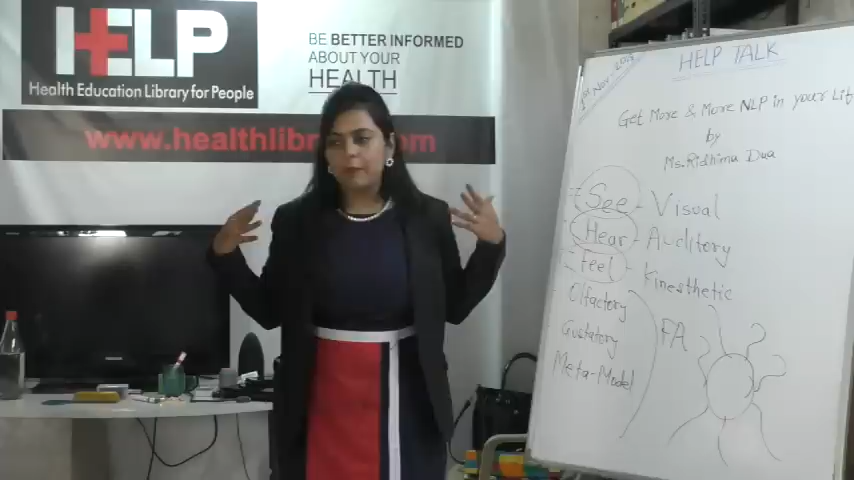 HELP
Health Education Library for People
BE BETTER INFORMED
ABOUT YOUR
HEALTH
www.healthlibr om
HELP TALK
Get More & More NLP in your Lif
by
Ms. Ridhima Dua
See - Visual
Hear - Auditory
Feel - Kinesthetic
Olfactory
Gustatory
Meta-Model
FA